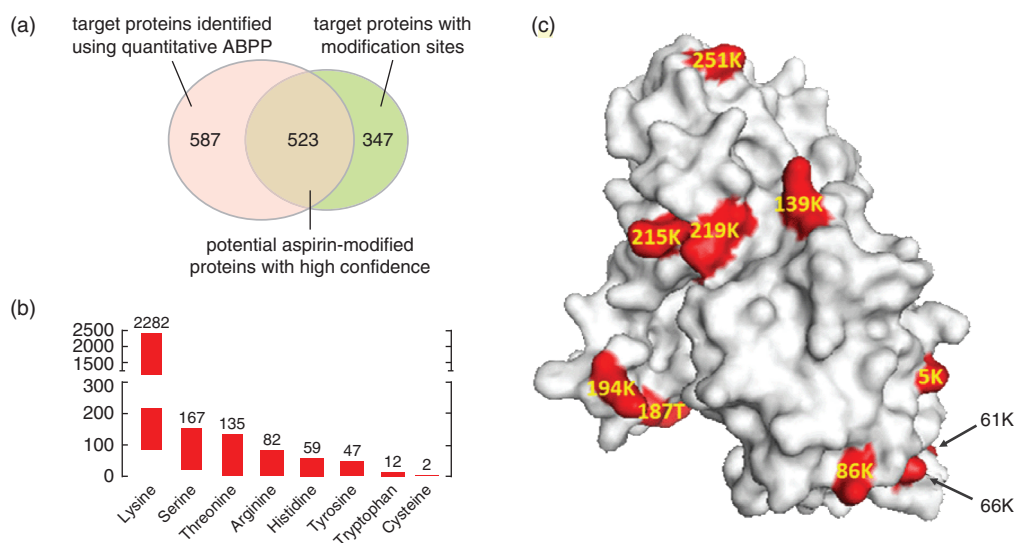 (a)
target proteins identified
using quantitative ABPP
target proteins with
modification sites
587
523
347
potential aspirin-modified
proteins with high confidence
(b)
2500
2000
1500
300
200
100
0
2282
167
135
82
59
47
12
2
Lysine
Serine
Threonine
Arginine
Histidine
Tyrosine
Tryptophan
Cysteine
(c)
251K
139K
215K
219K
194K
187T
5K
61K
86K
66K